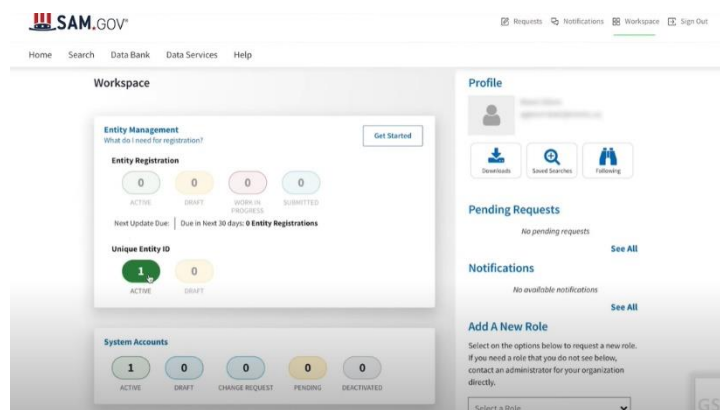 SAM.GOV®
Requests Notifications Workspace Sign Out
Home Search Data Bank Data Services Help
Workspace
Entity Management
What do I need for registration?
Get Started
Entity Registration
0 0 0 0
ACTIVE DRAFT WORK IN PROGRESS SUBMITTED
Next Update Due: Due in Next 30 days: 0 Entity Registrations
Unique Entity ID
1 0
ACTIVE DRAFT
System Accounts
1 0 0 0 0
ACTIVE DRAFT CHANGE REQUEST PENDING DEACTIVATED
Profile
Downloads Saved Searches Following
Pending Requests
No pending requests
See All
Notifications
No available notifications
See All
Add A New Role
Select on the options below to request a new role.
If you need a role that you do not see below,
contact an administrator for your organization
directly.
Select a Role
GS